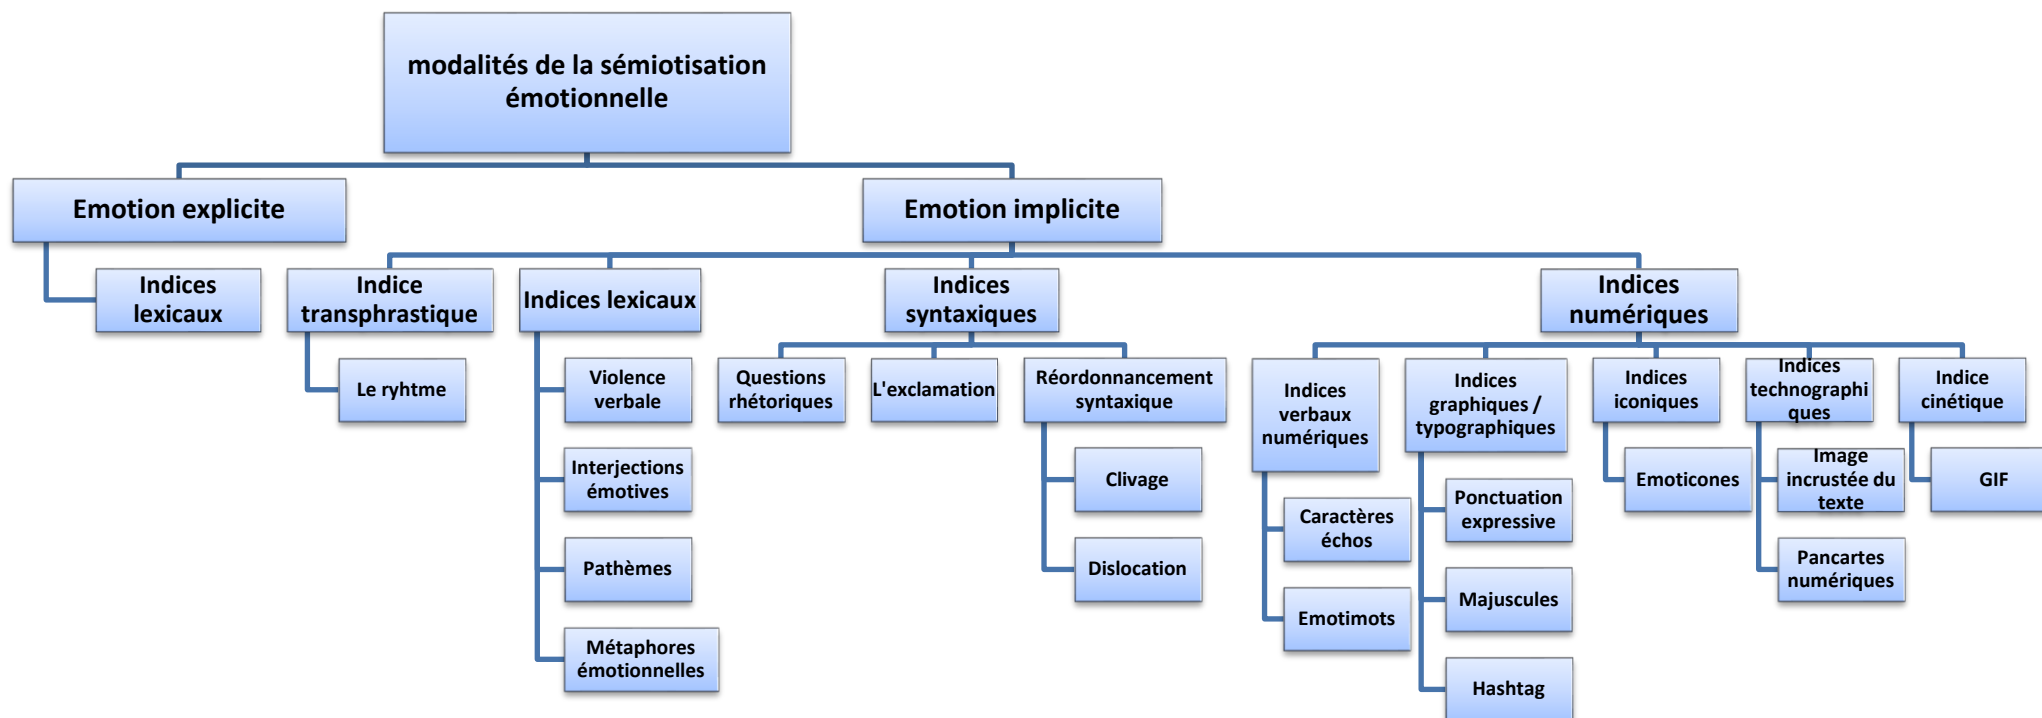 modalités de la sémiotisation
émotionnelle
Emotion explicite
Emotion implicite
Indices
lexicaux
Indice
transphrastique
Indices lexicaux
Indices
syntaxiques
Indices
numériques
Le ryhtme
Violence
verbale
Interjections
émotives
Pathèmes
Métaphores
émotionnelles
Questions
rhétoriques
L'exclamation
Réordonnancement
syntaxique
Clivage
Dislocation
Indices
verbaux
numériques
Caractères
échos
Emotimots
Indices
graphiques /
typographiques
Ponctuation
expressive
Majuscules
Hashtag
Indices
iconiques
Emoticones
Indices
technographi
ques
Image
incrustée du
texte
Pancartes
numériques
Indice
cinétique
GIF